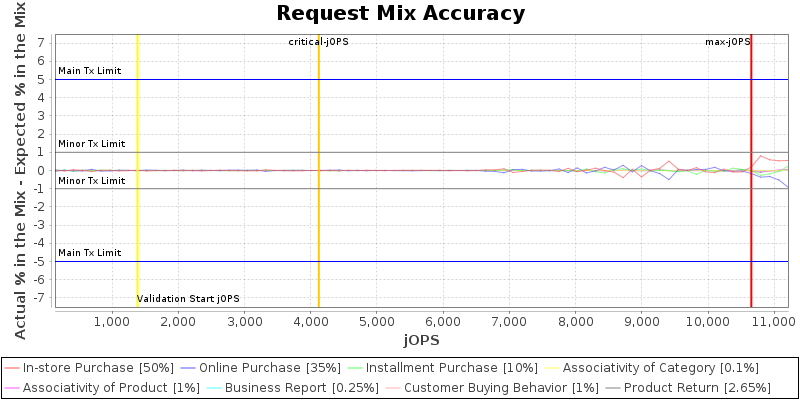 Request Mix Accuracy
Actual % in the Mix - Expected % in the Mix
7
6
5
4
3
2
1
0
-1
-2
-3
-4
-5
-6
-7
critical-jOPS
max-jOPS
Main Tx Limit
Minor Tx Limit
Minor Tx Limit
Main Tx Limit
Validation Start jOPS
1,000 2,000 3,000 4,000 5,000 6,000 7,000 8,000 9,000 10,000 11,000
jOPS
In-store Purchase [50%] Online Purchase [35%] Installment Purchase [10%] Associativity of Category [0.1%]
Associativity of Product [1%] Business Report [0.25%] Customer Buying Behavior [1%] Product Return [2.65%]